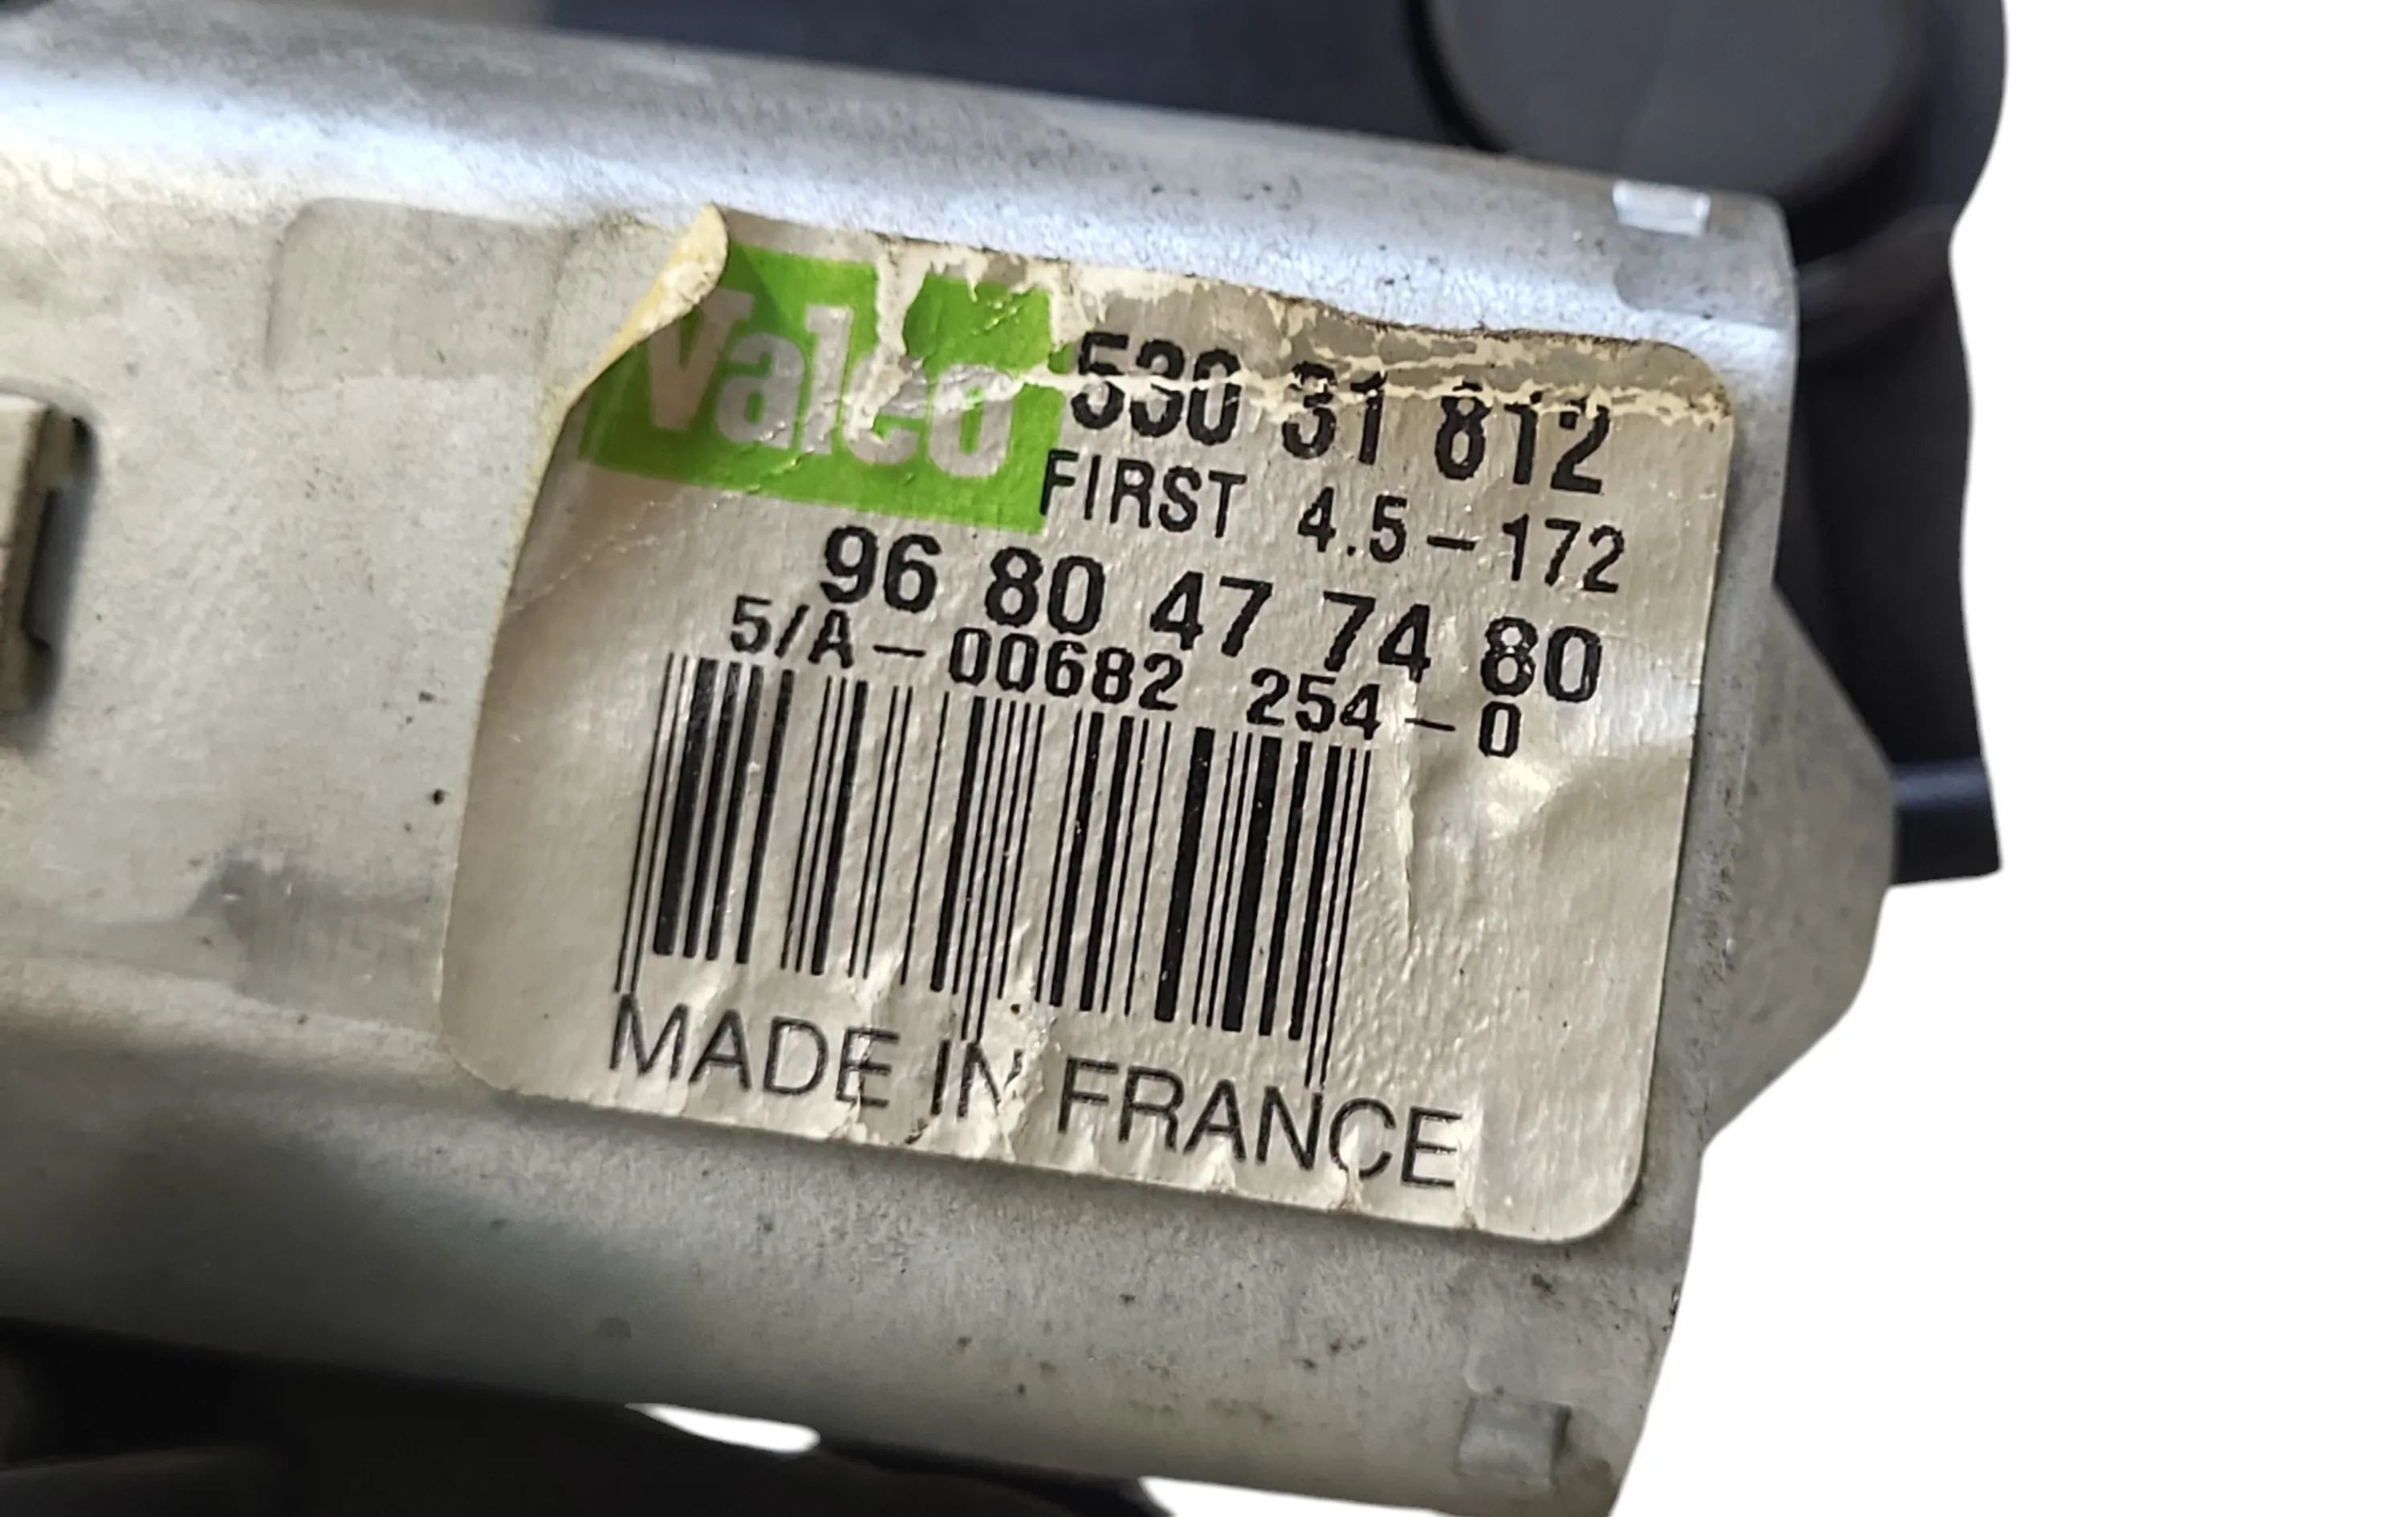 Valeo
530 31 812
FIRST 4.5-172
96 80 47 74 80
5/A-00682 254-0
MADE IN FRANCE